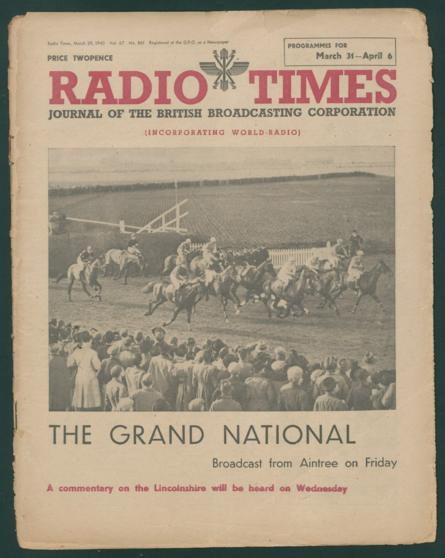 Radio Times, March 29, 1940 Vol. 67 No. 861 Registered at the G.P.O. as a Newspaper
PRICE TWOPENCE
PROGRAMMES FOR
March 31—April 6
RADIO TIMES
JOURNAL OF THE BRITISH BROADCASTING CORPORATION
(INCORPORATING WORLD-RADIO)
THE GRAND NATIONAL
Broadcast from Aintree on Friday
A commentary on the Lincolnshire will be heard on Wednesday